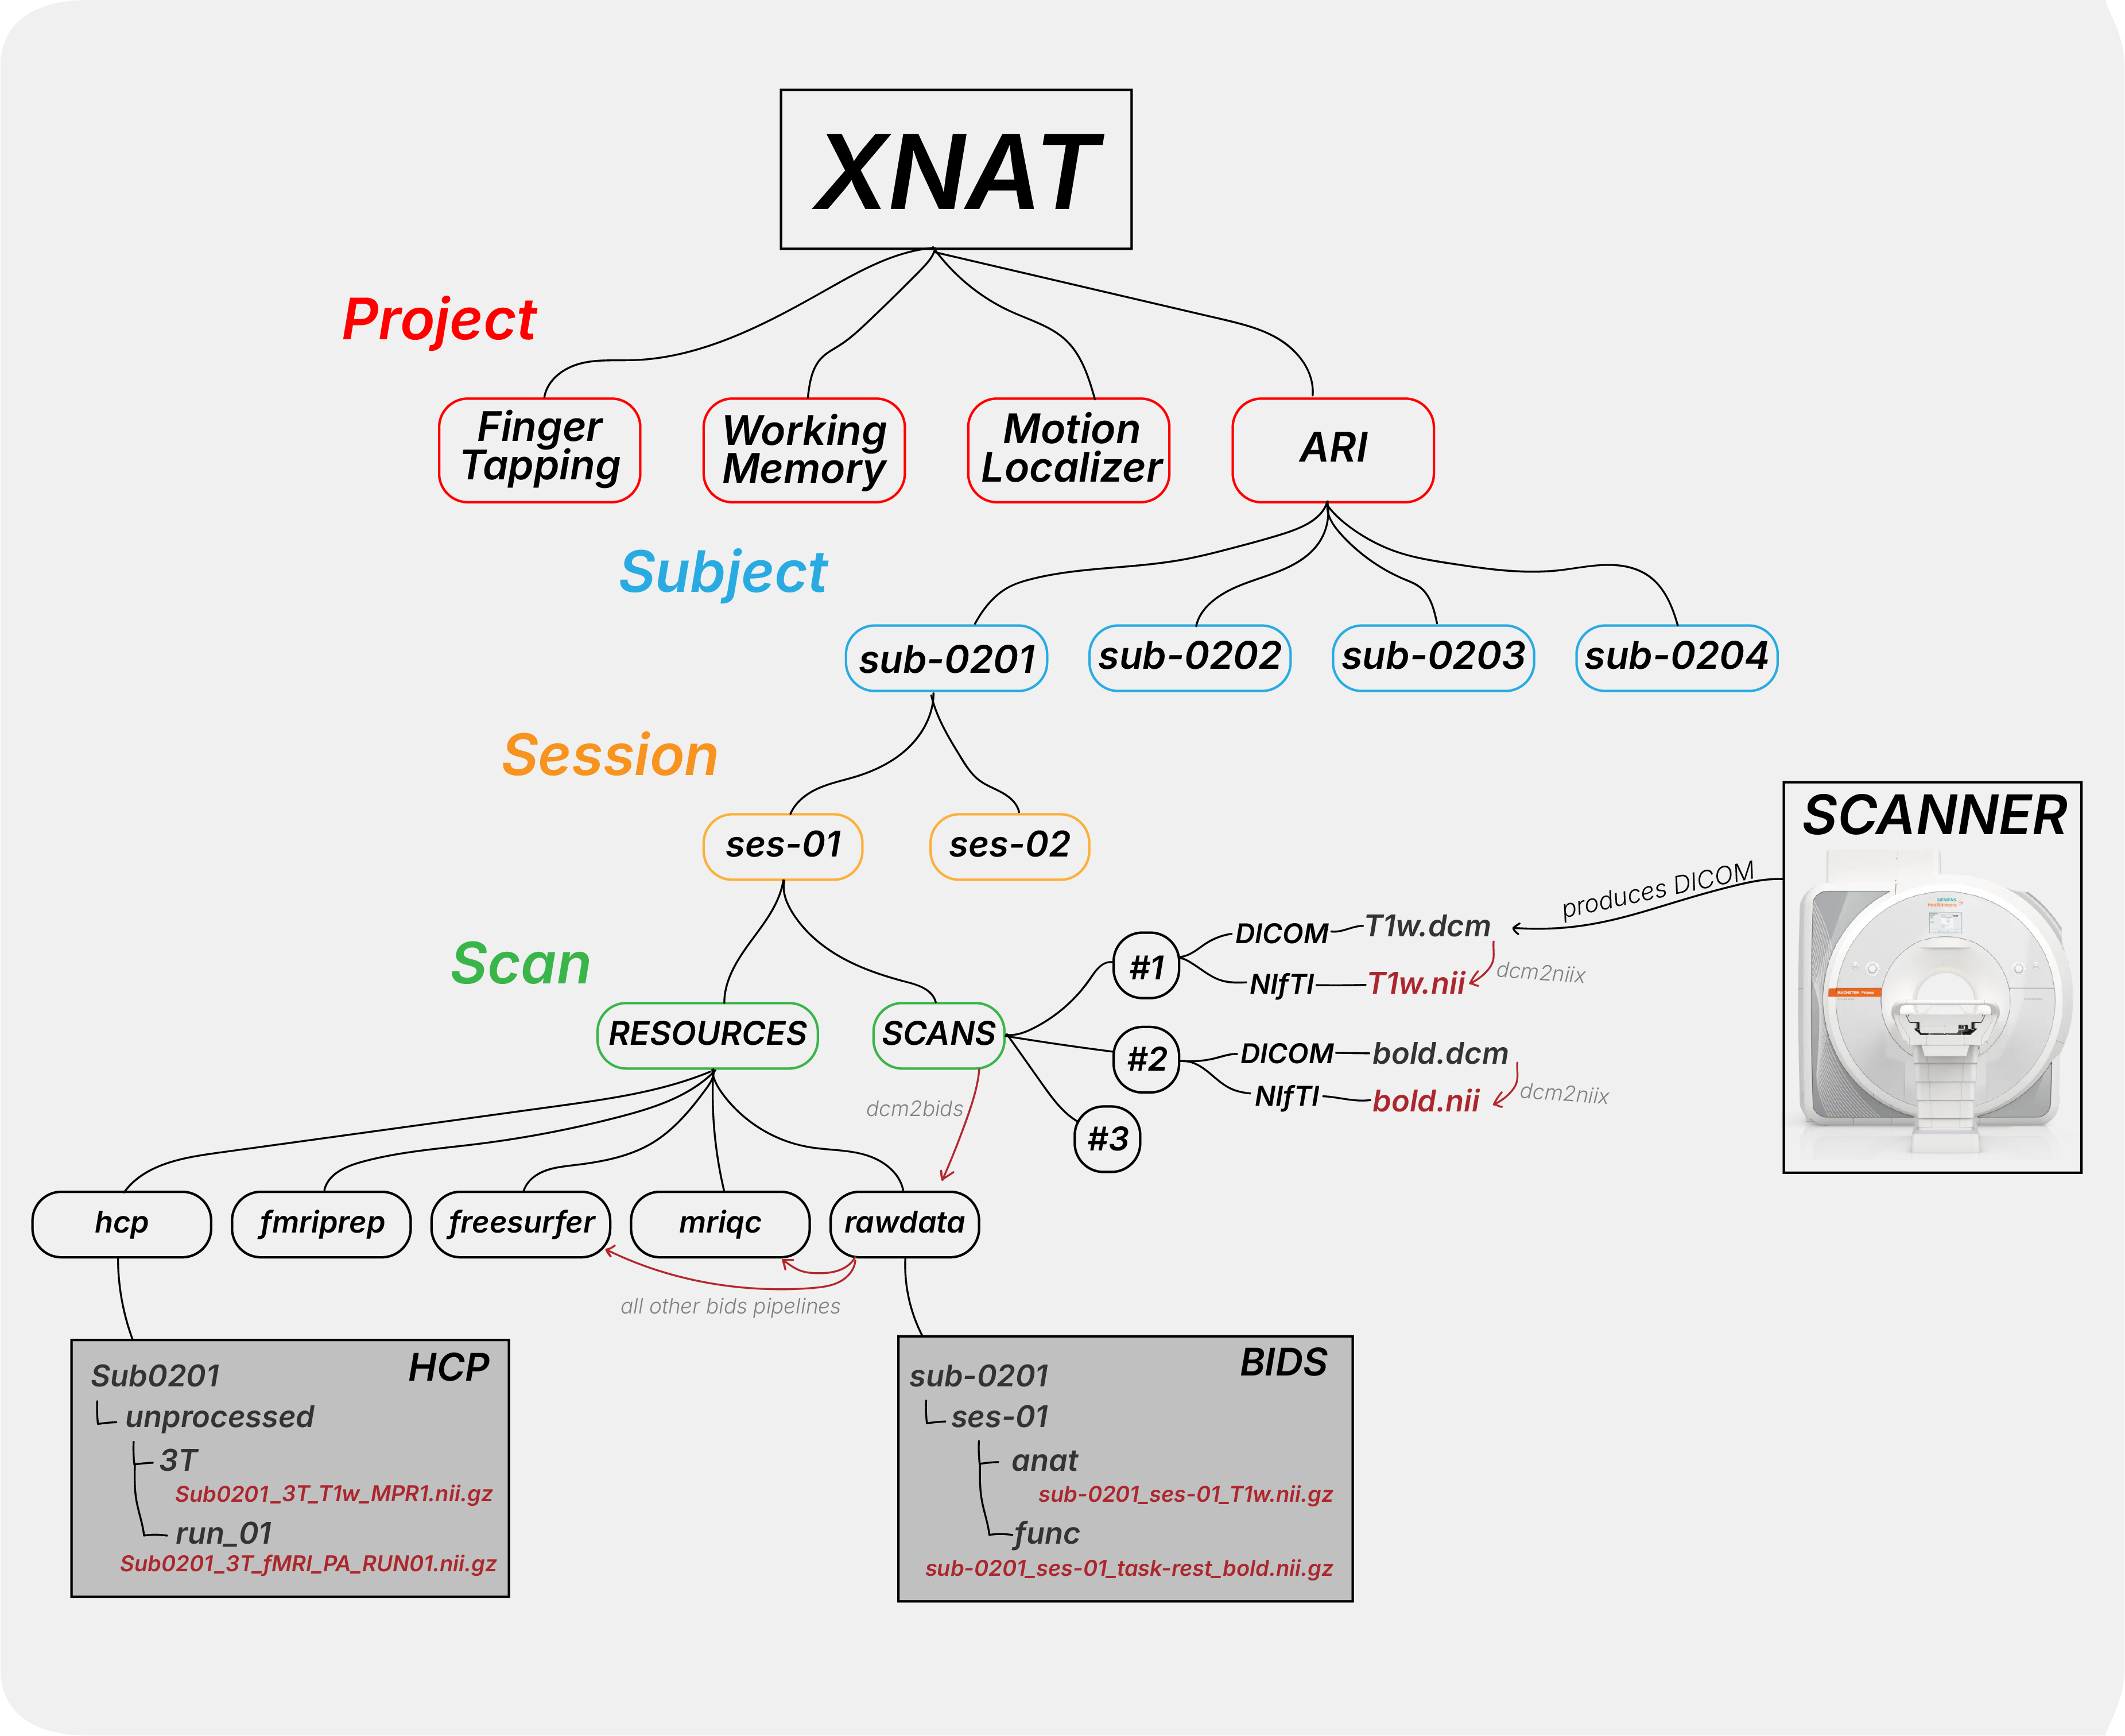 XNAT
Project
Finger
Tapping
Working
Memory
Motion
Localizer
ARI
Subject
sub-0201
sub-0202
sub-0203
sub-0204
Session
ses-01
ses-02
SCANNER
produces DICOM
Scan
RESOURCES
SCANS
#1
DICOM
T1w.dcm
NIfTI
T1w.nii
dcm2niix
#2
DICOM
bold.dcm
NIfTI
bold.nii
dcm2niix
#3
dcm2bids
hcp
fmriprep
freesurfer
mriqc
rawdata
all other bids pipelines
HCP
Sub0201
unprocessed
3T
Sub0201_3T_T1w_MPR1.nii.gz
run_01
Sub0201_3T_fMRI_PA_RUN01.nii.gz
BIDS
sub-0201
ses-01
anat
sub-0201_ses-01_T1w.nii.gz
func
sub-0201_ses-01_task-rest_bold.nii.gz